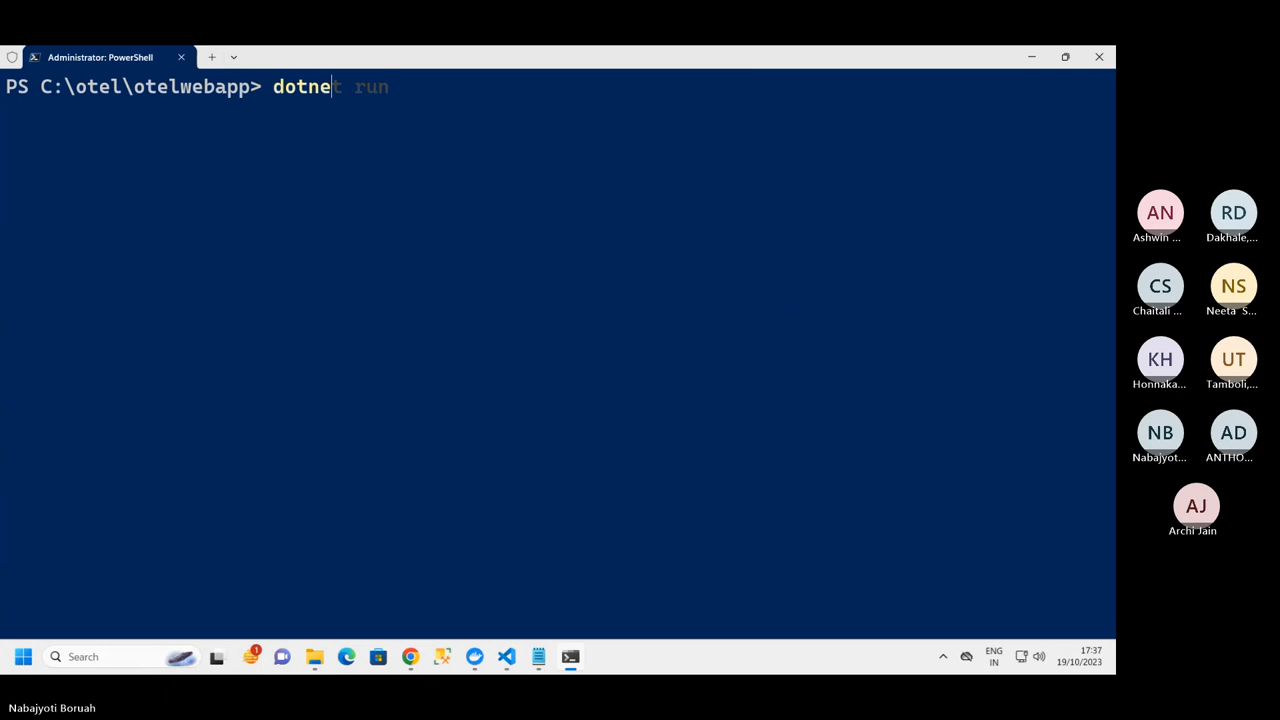 Administrator: PowerShell
PS C:\otel\otelwebapp> dotnet run
AN
RD
Ashwin ...
Dakhale,...
CS
NS
Chaitali ...
Neeta S...
KH
UT
Honnaka...
Tamboli,...
NB
AD
Nabajyot...
ANTHO...
AJ
Archi Jain
Search
1
ENG
IN
17:37
19/10/2023
Nabajyoti Boruah